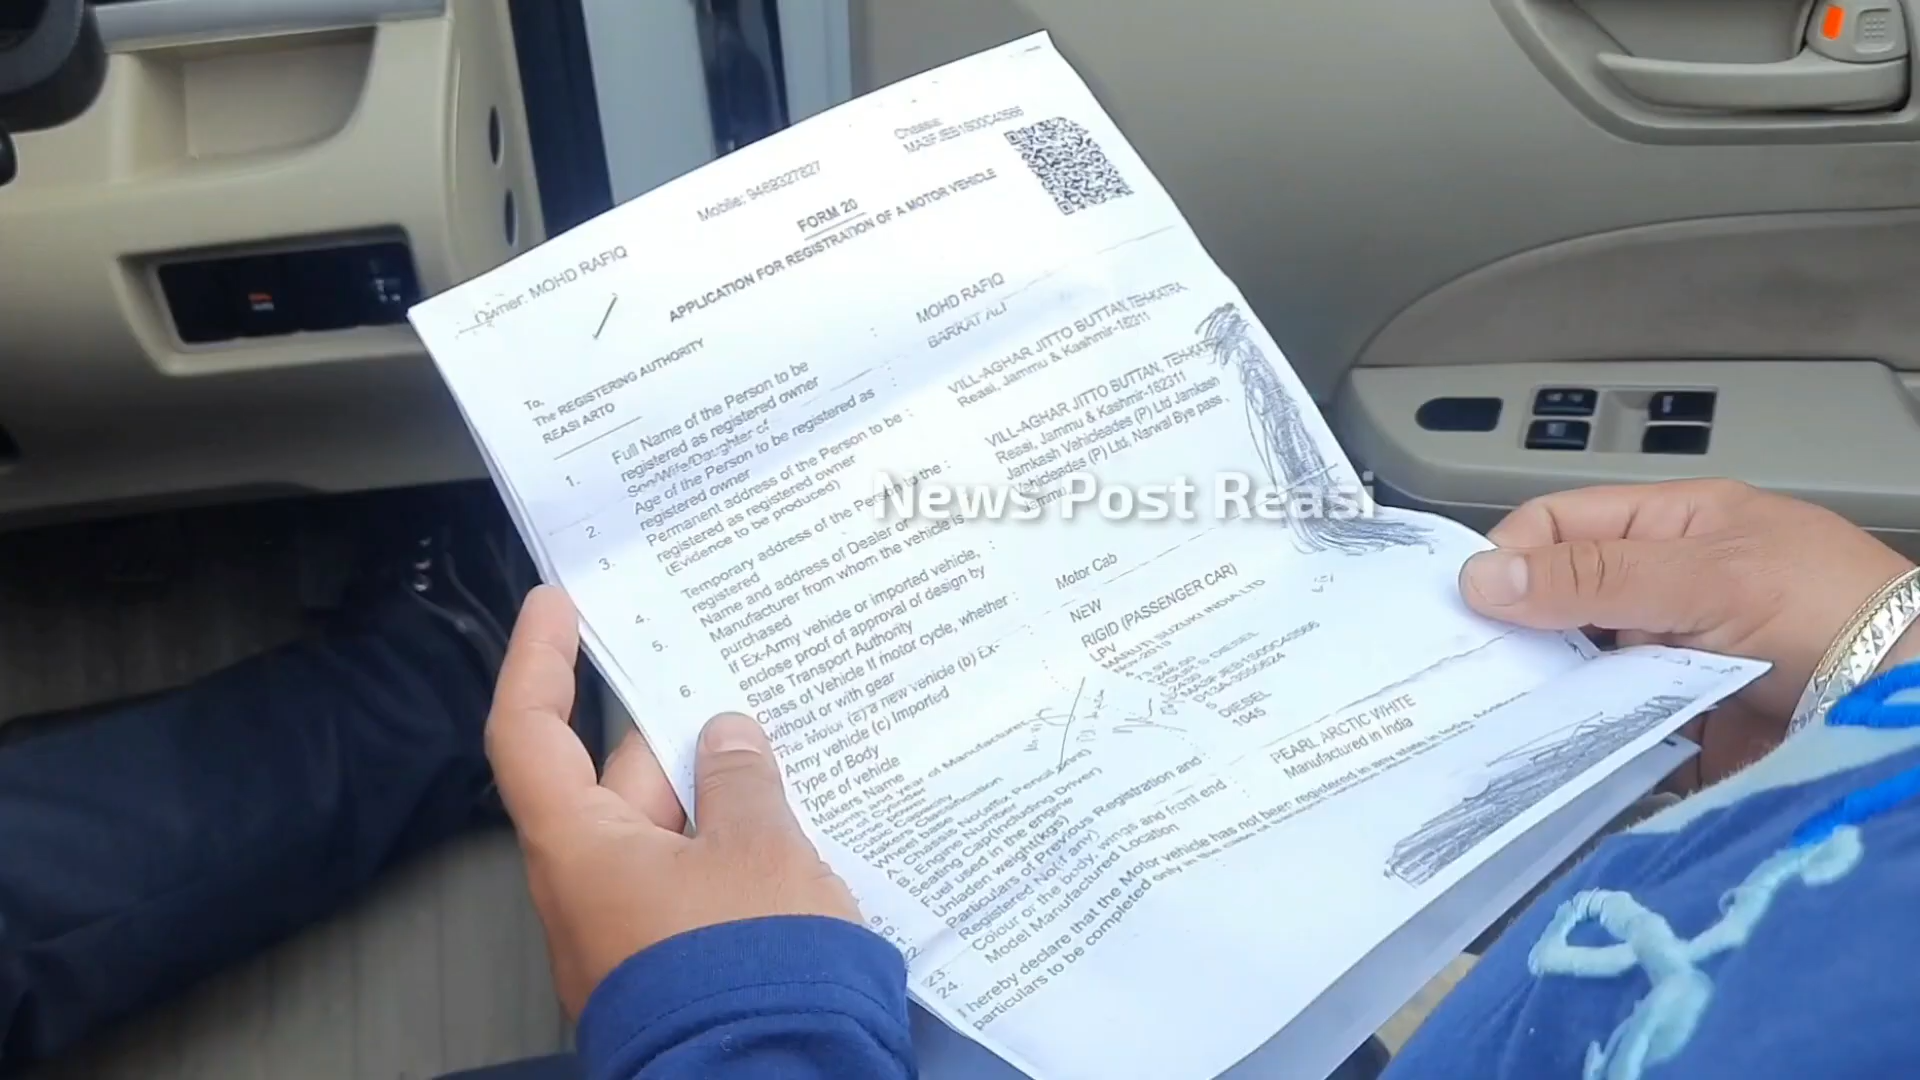 Owner: MOHD RAFIQ
Mobile: 9469327827
Chassis:
FORM 20
APPLICATION FOR REGISTRATION OF A MOTOR VEHICLE
To,
The REGISTERING AUTHORITY
REASI ARTO
1. Full Name of the Person to be : MOHD RAFIQ
registered as registered owner
Son/Wife/Daughter of BARKAT ALI
2. Age of the Person to be registered as
registered owner
3. Permanent address of the Person to be : VILL-AGHAR JITTO BUTTAN, TEH-KATRA,
registered as registered owner Reasi, Jammu & Kashmir-182311
(Evidence to be produced)
4. Temporary address of the Person to be : VILL-AGHAR JITTO BUTTAN, TEH-KATRA
registered Reasi, Jammu & Kashmir-182311
5. Name and address of Dealer or Jamkash Vehicleades (P) Ltd Jamkash
Manufacturer from whom the vehicle is Vehicleades (P) Ltd, Narwal Bye pass,
purchased Jammu
6. If Ex-Army vehicle or imported vehicle, :
enclose proof of approval of design by
State Transport Authority
Class of Vehicle If motor cycle, whether : Motor Cab
without or with gear
The Motor (a) a new vehicle (b) Ex- NEW
Army vehicle (c) Imported
Type of Body RIGID (PASSENGER CAR)
Type of vehicle LPV
Makers Name MARUTI SUZUKI INDIA LTD
Month and year of Manufacturer
No of Cylinder 4
Horse power
Cubic Capacity
Makers Classification TOUR S DIESEL
Wheel base
A. Chassis No
B. Engine Number
Seating Cap(Including Driver)
Fuel used in the engine DIESEL
Unladen weight(kgs) 1045
Particulars of Previous Registration and
Registered No(if any)
Colour or the body, wings and front end PEARL ARCTIC WHITE
23. Model Manufactured Location Manufactured in India
24. I hereby declare that the Motor vehicle has not been registered in any state in India.
particulars to be completed only in the case of
News Post Reasi